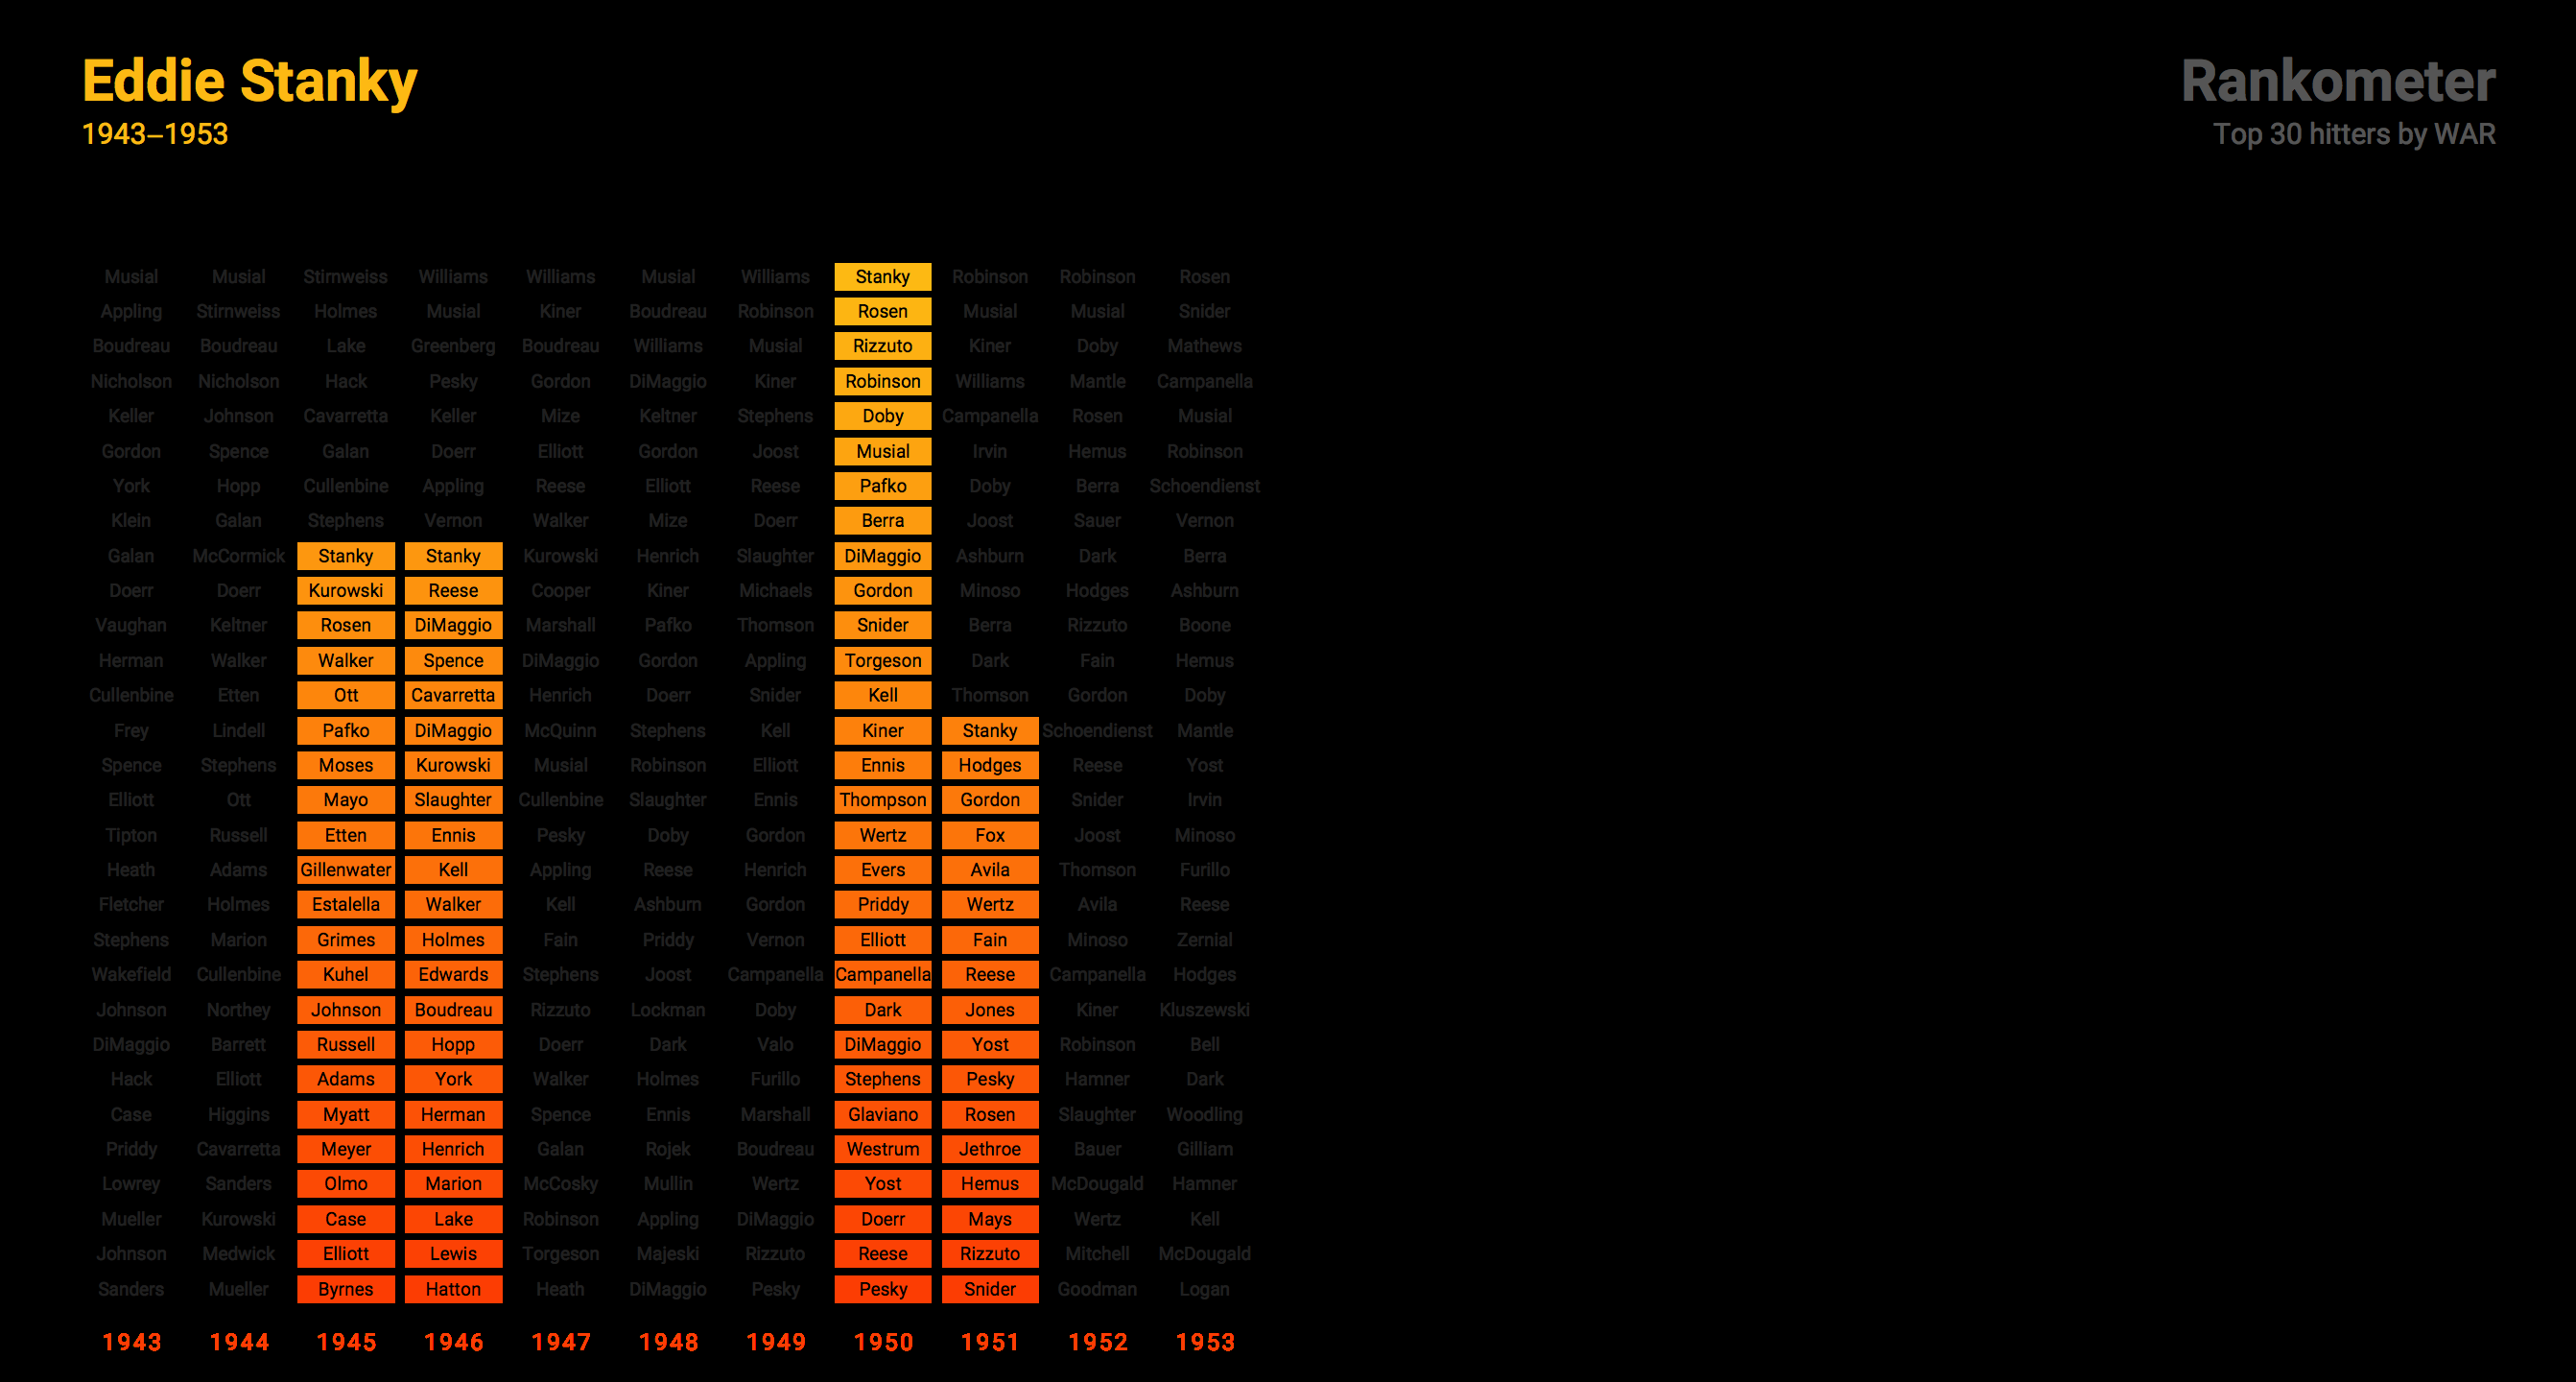 Eddie Stanky
1943–1953
Rankometer
Top 30 hitters by WAR
Musial Musial Stirnweiss Williams Williams Musial Williams Stanky Robinson Robinson Rosen
Appling Stirnweiss Holmes Musial Kiner Boudreau Robinson Rosen Musial Musial Snider
Boudreau Boudreau Lake Greenberg Boudreau Williams Musial Rizzuto Kiner Doby Mathews
Nicholson Nicholson Hack Pesky Gordon DiMaggio Kiner Robinson Williams Mantle Campanella
Keller Johnson Cavarretta Keller Mize Keltner Stephens Doby Campanella Rosen Musial
Gordon Spence Galan Doerr Elliott Gordon Joost Musial Irvin Hemus Robinson
York Hopp Cullenbine Appling Reese Elliott Reese Pafko Doby Berra Schoendienst
Klein Galan Stephens Vernon Walker Mize Doerr Berra Joost Sauer Vernon
Galan McCormick Stanky Stanky Kurowski Henrich Slaughter DiMaggio Ashburn Dark Berra
Doerr Doerr Kurowski Reese Cooper Kiner Michaels Gordon Minoso Hodges Ashburn
Vaughan Keltner Rosen DiMaggio Marshall Pafko Thomson Snider Berra Rizzuto Boone
Herman Walker Walker Spence DiMaggio Gordon Appling Torgeson Dark Fain Hemus
Cullenbine Etten Ott Cavarretta Henrich Doerr Snider Kell Thomson Gordon Doby
Frey Lindell Pafko DiMaggio McQuinn Stephens Kell Kiner Stanky Schoendienst Mantle
Spence Stephens Moses Kurowski Musial Robinson Elliott Ennis Hodges Reese Yost
Elliott Ott Mayo Slaughter Cullenbine Slaughter Ennis Thompson Gordon Snider Irvin
Tipton Russell Etten Ennis Pesky Doby Gordon Wertz Fox Joost Minoso
Heath Adams Gillenwater Kell Appling Reese Henrich Evers Avila Thomson Furillo
Fletcher Holmes Estalella Walker Kell Ashburn Gordon Priddy Wertz Avila Reese
Stephens Marion Grimes Holmes Fain Priddy Vernon Elliott Fain Minoso Zernial
Wakefield Cullenbine Kuhel Edwards Stephens Joost Campanella Campanella Reese Campanella Hodges
Johnson Northey Johnson Boudreau Rizzuto Lockman Doby Dark Jones Kiner Kluszewski
DiMaggio Barrett Russell Hopp Doerr Dark Valo DiMaggio Yost Robinson Bell
Hack Elliott Adams York Walker Holmes Furillo Stephens Pesky Hamner Dark
Case Higgins Myatt Herman Spence Ennis Marshall Glaviano Rosen Slaughter Woodling
Priddy Cavarretta Meyer Henrich Galan Rojek Boudreau Westrum Jethroe Bauer Gilliam
Lowrey Sanders Olmo Marion McCosky Mullin Wertz Yost Hemus McDougald Hamner
Mueller Kurowski Case Lake Robinson Appling DiMaggio Doerr Mays Wertz Kell
Johnson Medwick Elliott Lewis Torgeson Majeski Rizzuto Reese Rizzuto Mitchell McDougald
Sanders Mueller Byrnes Hatton Heath DiMaggio Pesky Pesky Snider Goodman Logan
1943 1944 1945 1946 1947 1948 1949 1950 1951 1952 1953